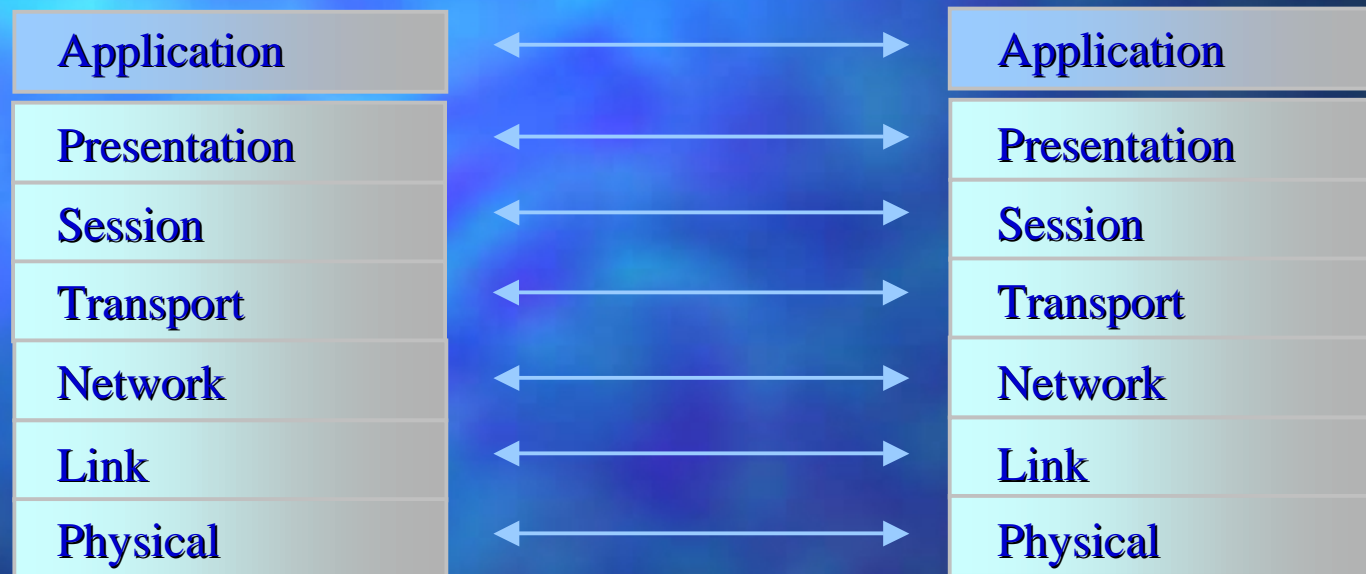 Application
Presentation
Session
Transport
Network
Link
Physical
Application
Presentation
Session
Transport
Network
Link
Physical